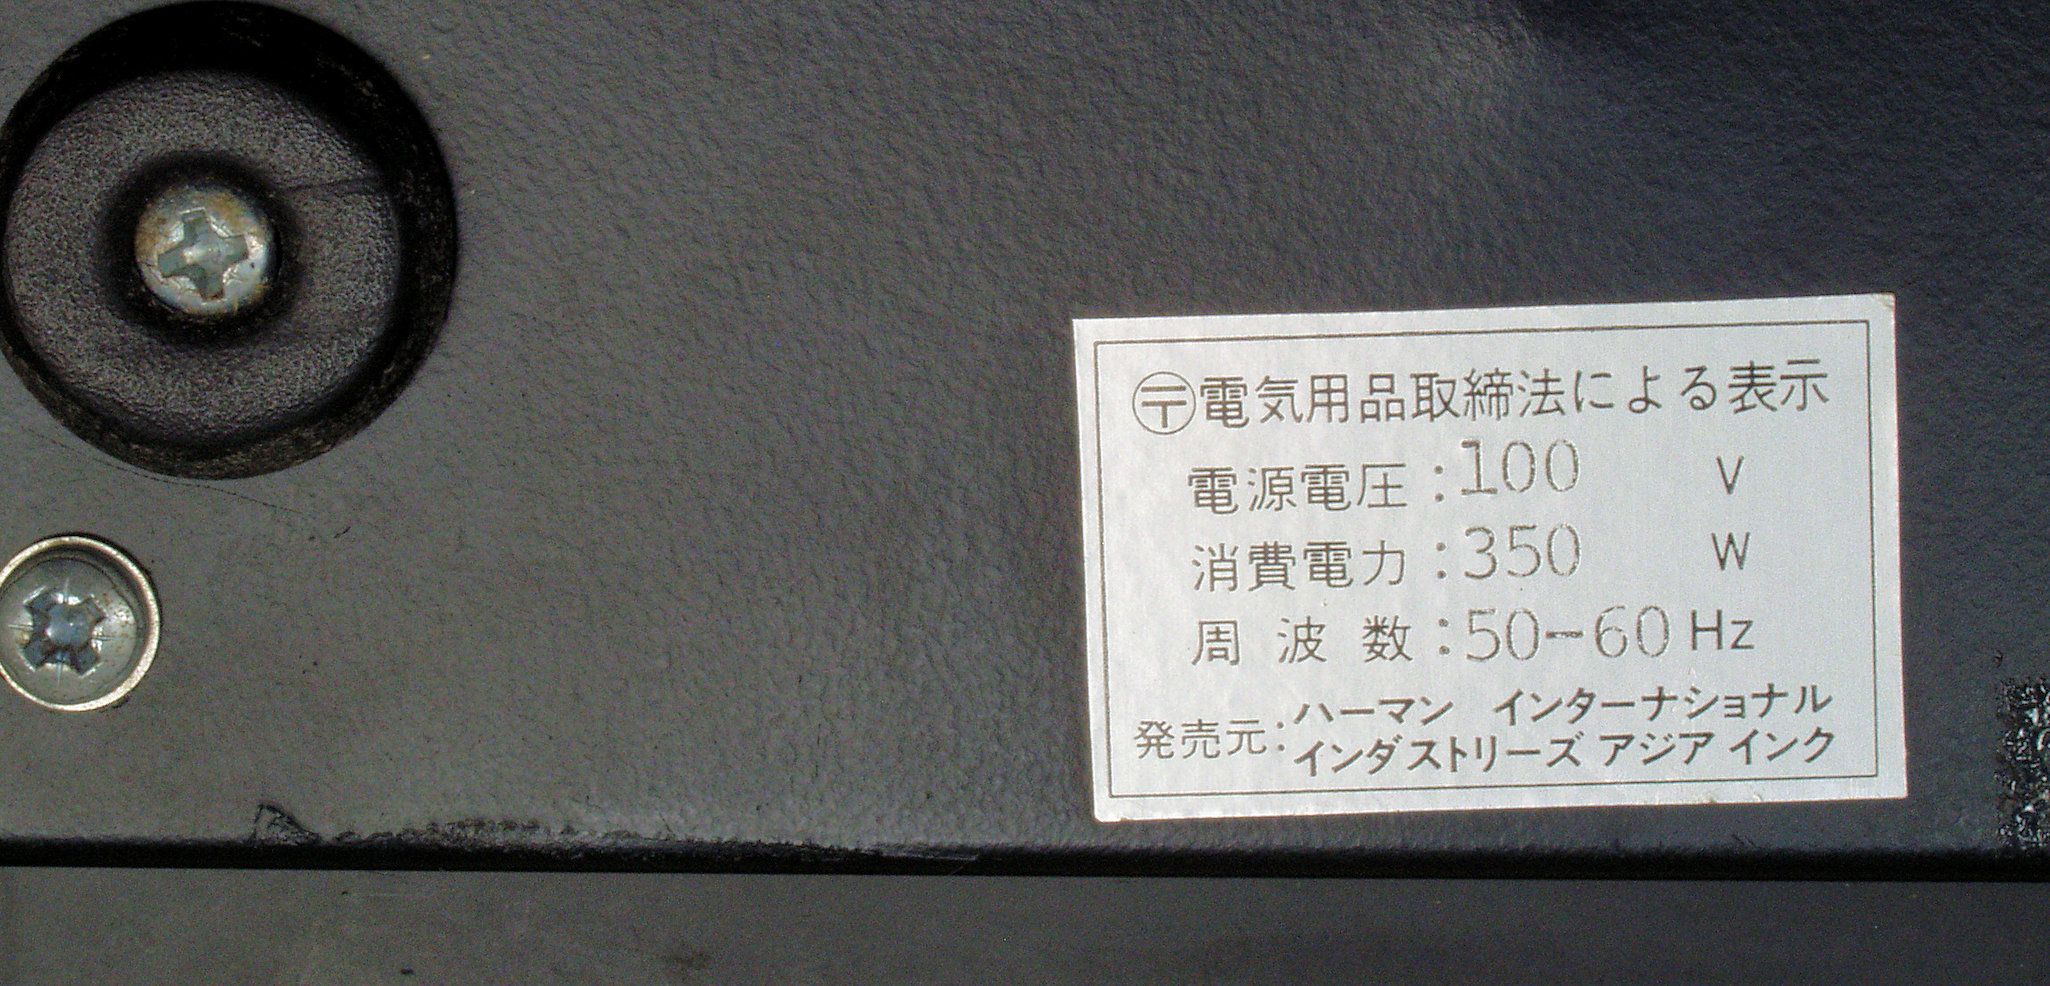 〶電気用品取締法による表示
電源電圧:100 V
消費電力:350 W
周波数:50-60 Hz
発売元:ハーマン インターナショナル
インダストリーズ アジア インク